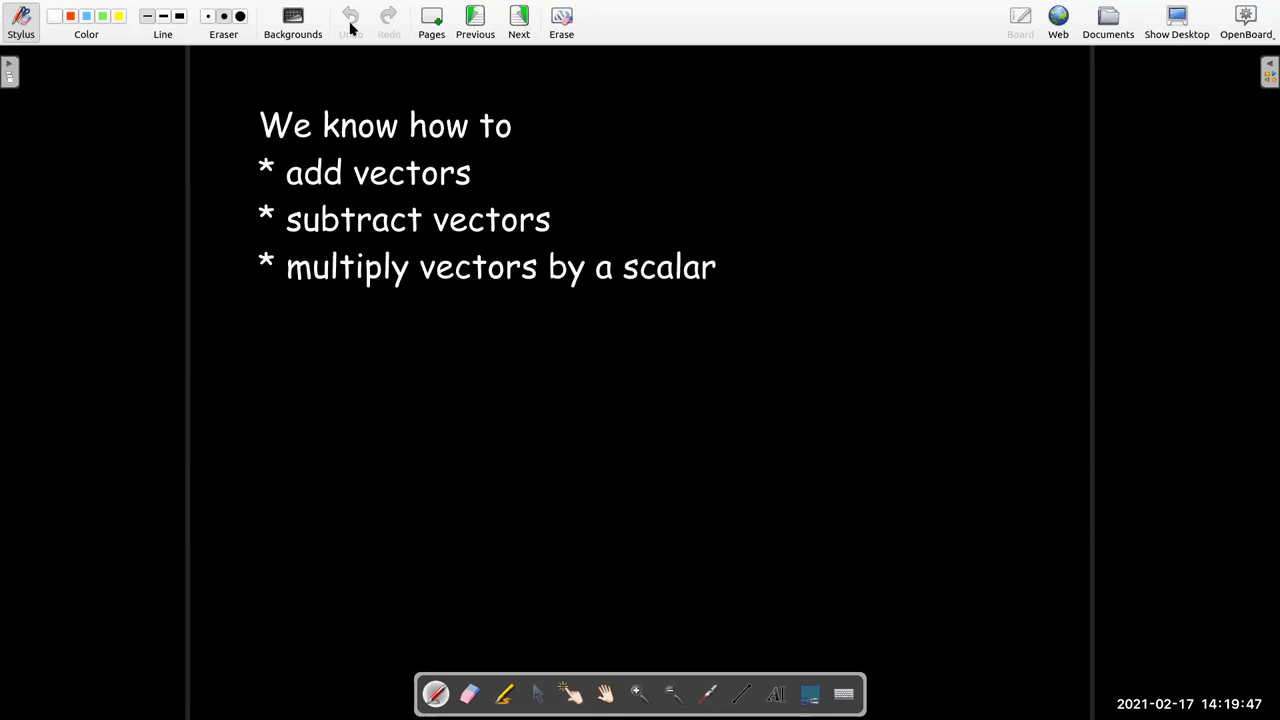 Stylus Color Line Eraser Backgrounds Undo Redo Pages Previous Next Erase Board Web Documents Show Desktop OpenBoard
We know how to
* add vectors
* subtract vectors
* multiply vectors by a scalar
AI
2021-02-17 14:19:47